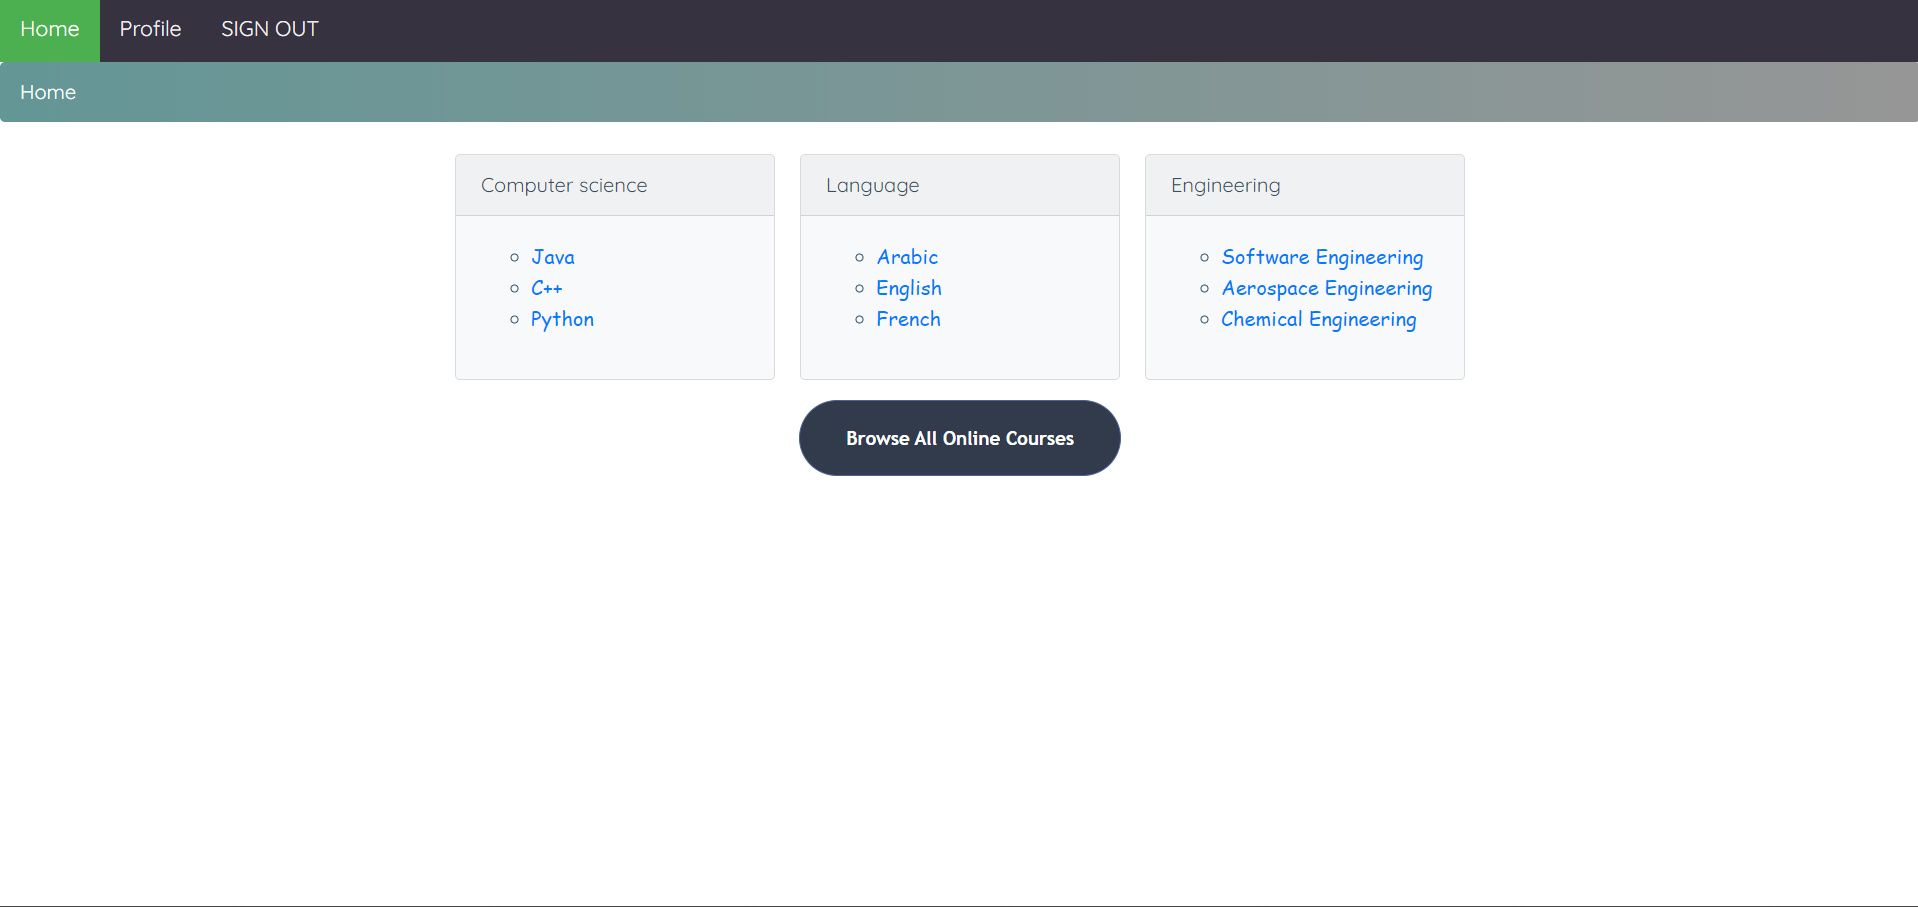 Home Profile SIGN OUT
Home
Computer science
Java
C++
Python
Language
Arabic
English
French
Engineering
Software Engineering
Aerospace Engineering
Chemical Engineering
Browse All Online Courses